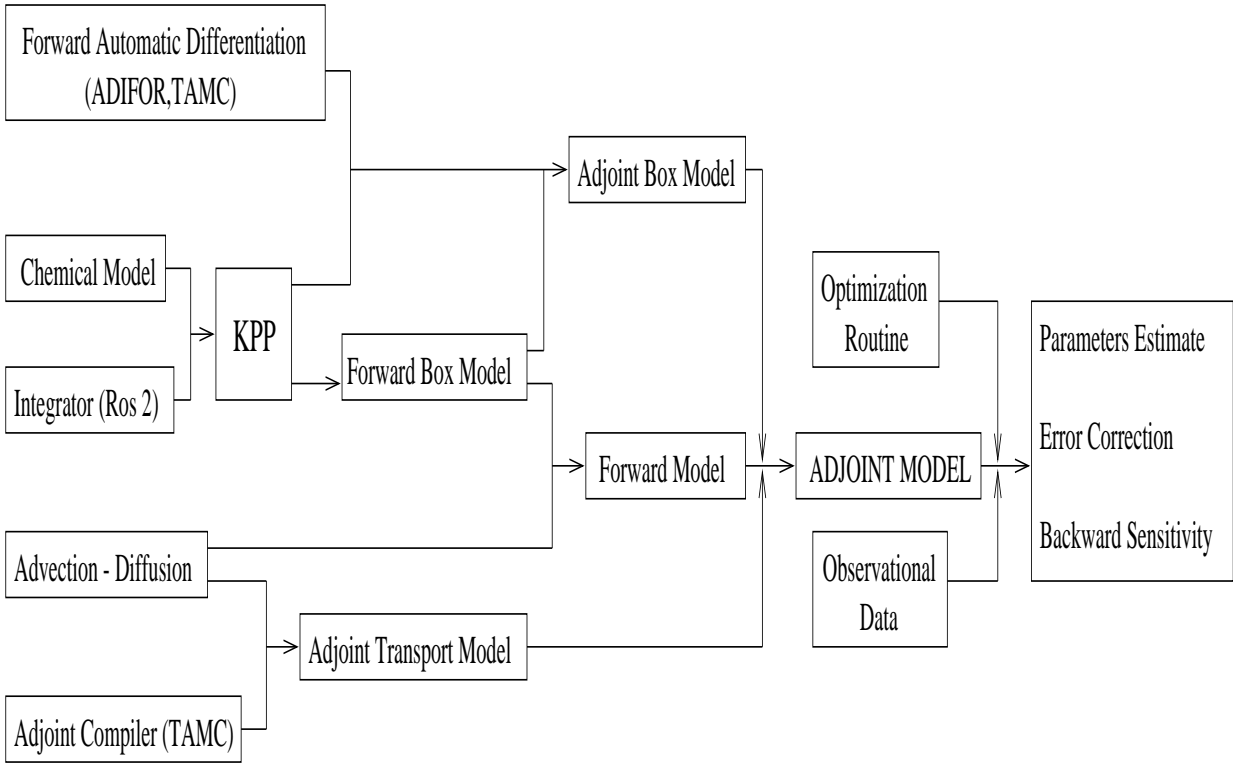 Forward Automatic Differentiation
(ADIFOR,TAMC)
Adjoint Box Model
Chemical Model
KPP
Integrator (Ros 2)
Forward Box Model
Optimization
Routine
Parameters Estimate
Error Correction
Backward Sensitivity
Forward Model
ADJOINT MODEL
Advection - Diffusion
Observational
Data
Adjoint Transport Model
Adjoint Compiler (TAMC)